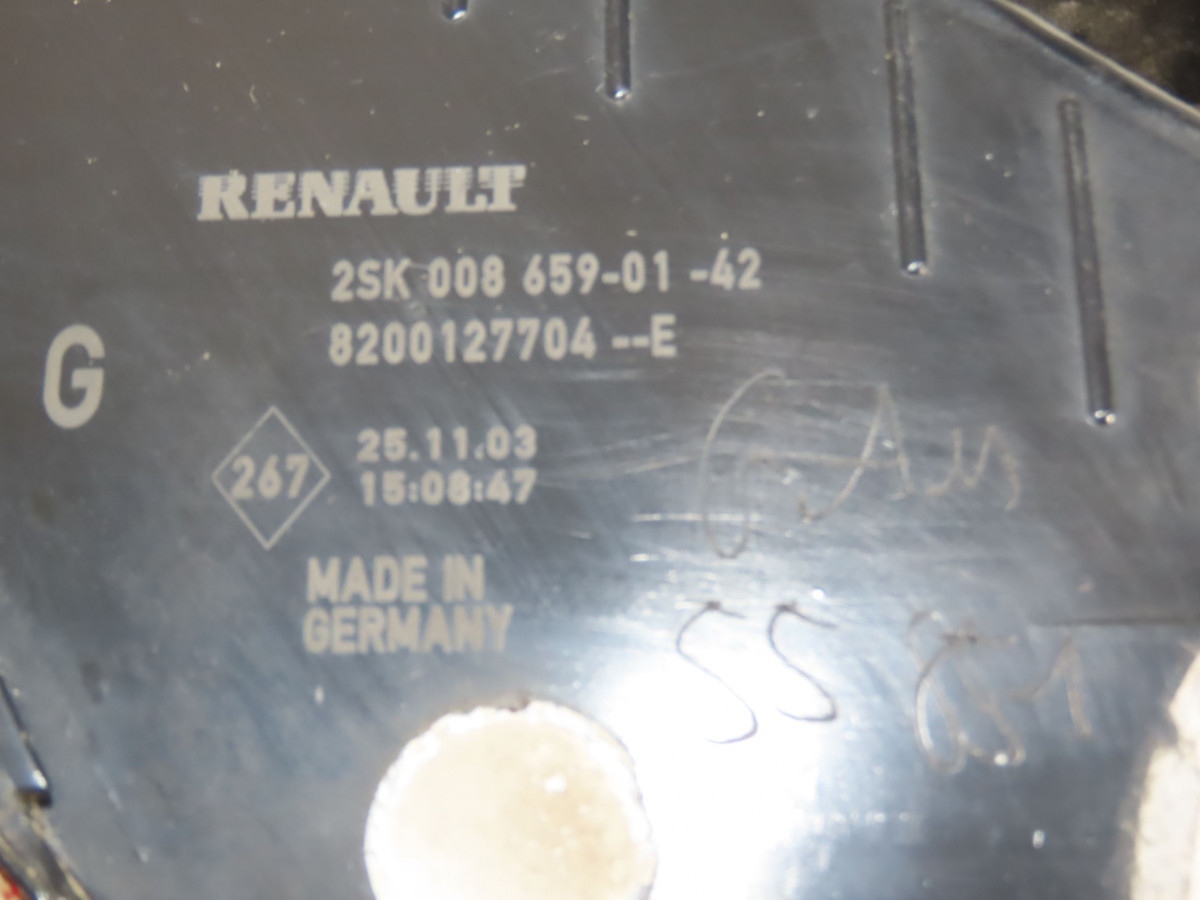 RENAULT
2SK 008 659-01 -42
8200127704 --E
G
267
25.11.03
15:08:47
MADE IN
GERMANY